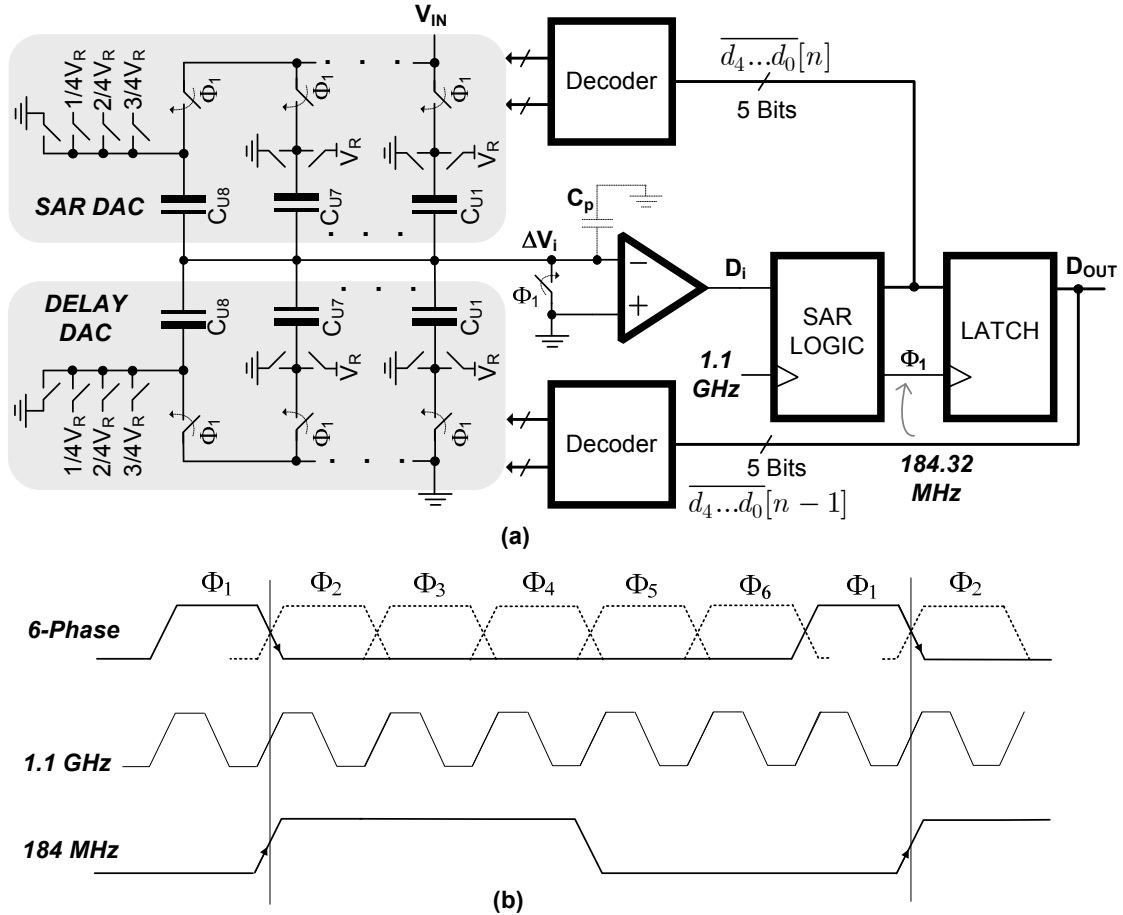 V_IN
1/4V_R
2/4V_R
3/4V_R
Φ_1
Φ_1
Φ_1
V_R
V_R
SAR DAC
C_U8
C_U7
C_U1
Decoder
\overline{d_4...d_0}[n]
5 Bits
C_p
ΔV_i
Φ_1
−
+
D_i
SAR
LOGIC
1.1
GHz
Φ_1
184.32
MHz
LATCH
D_OUT
DELAY
DAC
C_U8
C_U7
C_U1
V_R
V_R
1/4V_R
2/4V_R
3/4V_R
Φ_1
Φ_1
Φ_1
Decoder
5 Bits
\overline{d_4...d_0}[n − 1]
(a)
Φ_1 Φ_2 Φ_3 Φ_4 Φ_5 Φ_6 Φ_1 Φ_2
6-Phase
1.1 GHz
184 MHz
(b)